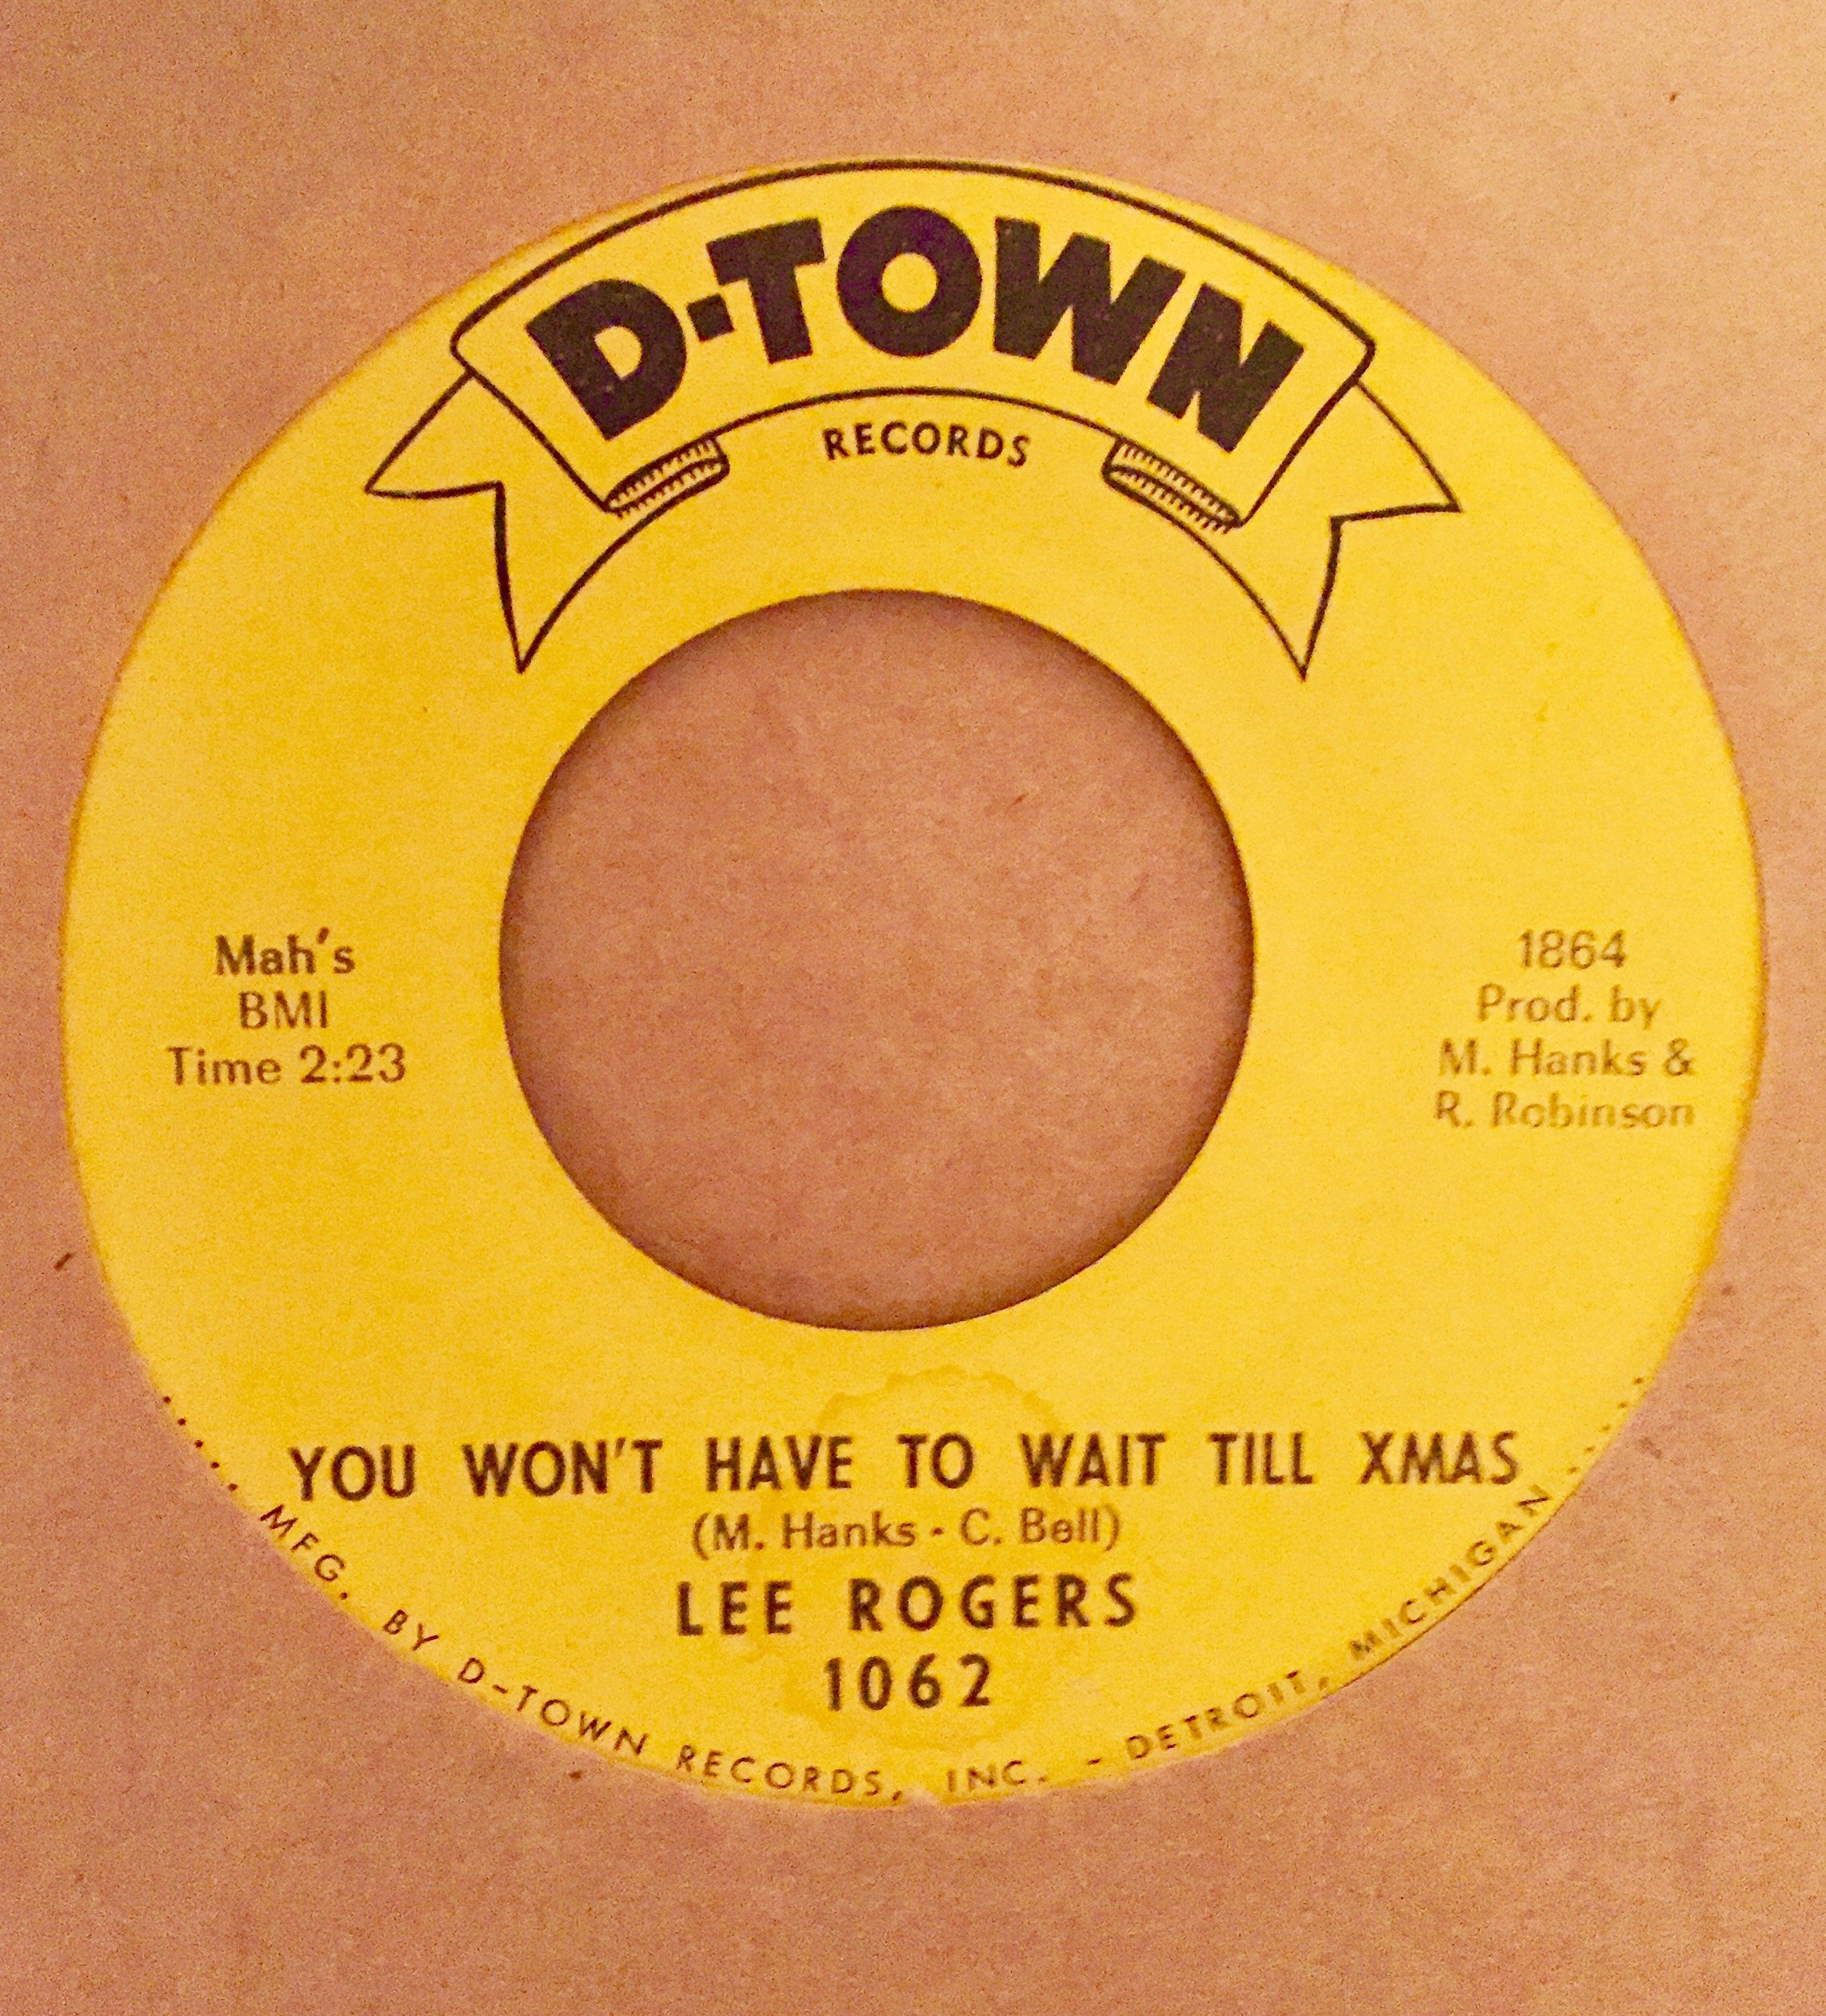 D-TOWN
RECORDS
Mah's
BMI
Time 2:23
1864
Prod. by
M. Hanks &
R. Robinson
YOU WON'T HAVE TO WAIT TILL XMAS
(M. Hanks - C. Bell)
LEE ROGERS
1062
..... MFG. BY D-TOWN RECORDS, INC. - DETROIT, MICHIGAN .....